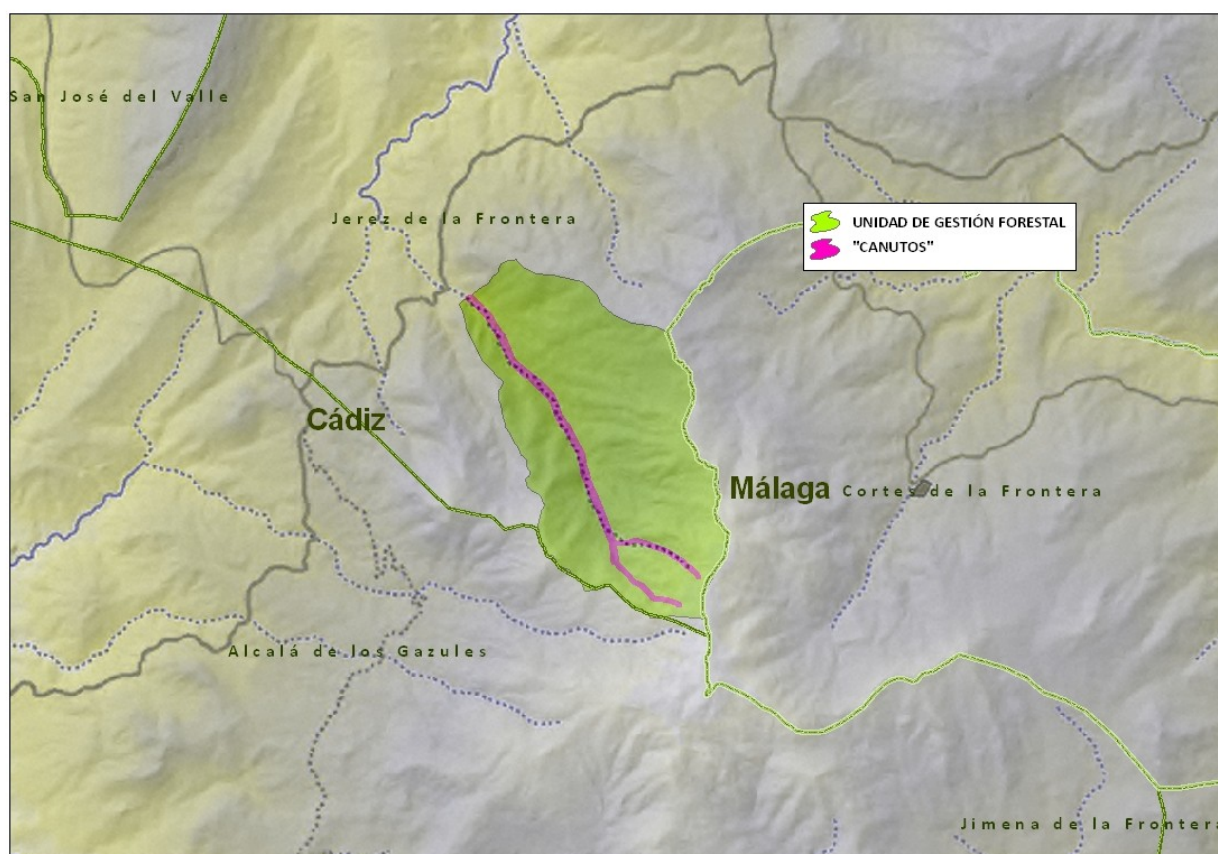 San José del Valle
Jerez de la Frontera
UNIDAD DE GESTIÓN FORESTAL
"CANUTOS"
Cádiz
Málaga
Cortes de la Frontera
Alcalá de los Gazules
Jimena de la Frontera